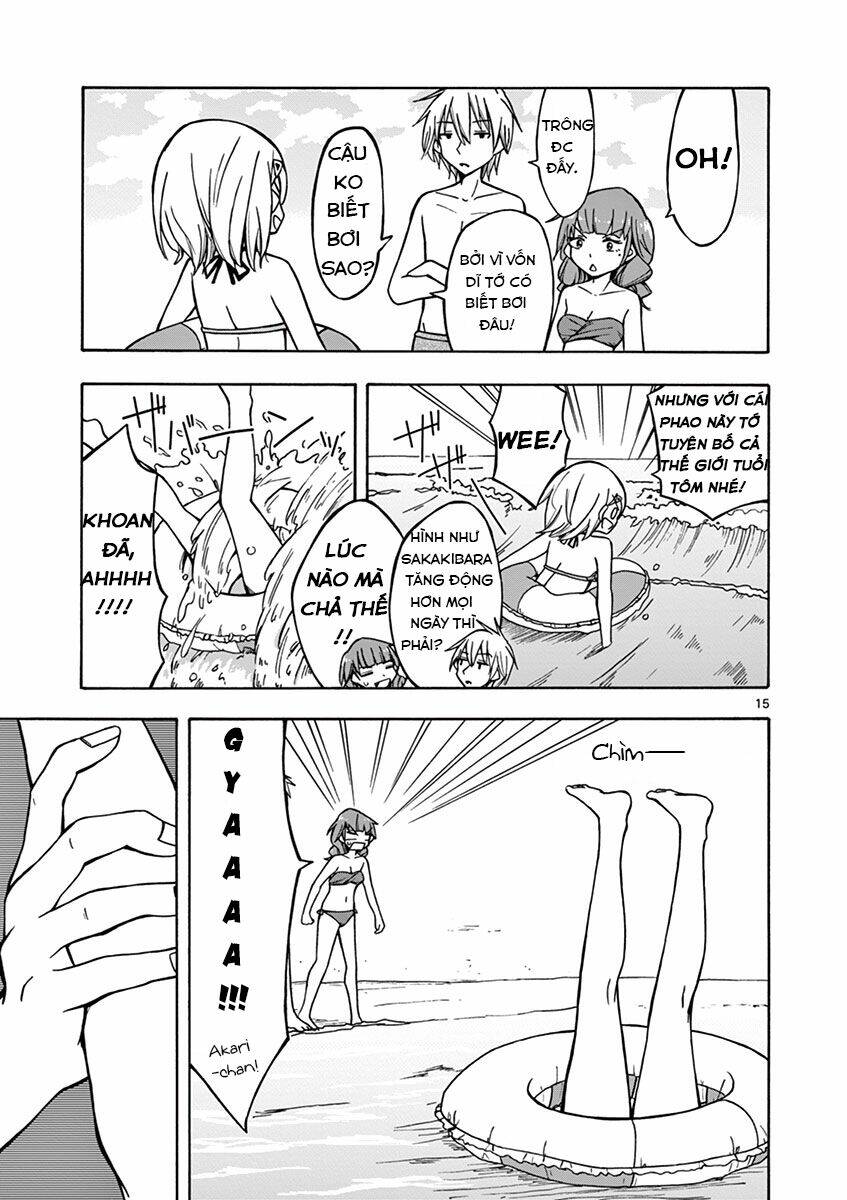 OH!
TRÔNG
ĐC
ĐẤY.
CẬU
KO
BIẾT
BƠI
SAO?
BỞI VÌ VỐN
DĨ TỚ CÓ
BIẾT BƠI
ĐÂU!
NHƯNG VỚI CÁI
PHAO NÀY TỚ
TUYÊN BỐ CẢ
THẾ GIỚI TUỔI
TÔM NHÉ!
WEE!
HÌNH NHƯ
SAKAKIBARA
TĂNG ĐỘNG
HƠN MỌI
NGÀY THÌ
PHẢI?
LÚC
NÀO MÀ
CHẢ THẾ
!!
KHOAN
ĐÃ,
AHHHH
!!!!
15
Chìm
GYAAAAA!!!
Akari
-chan!